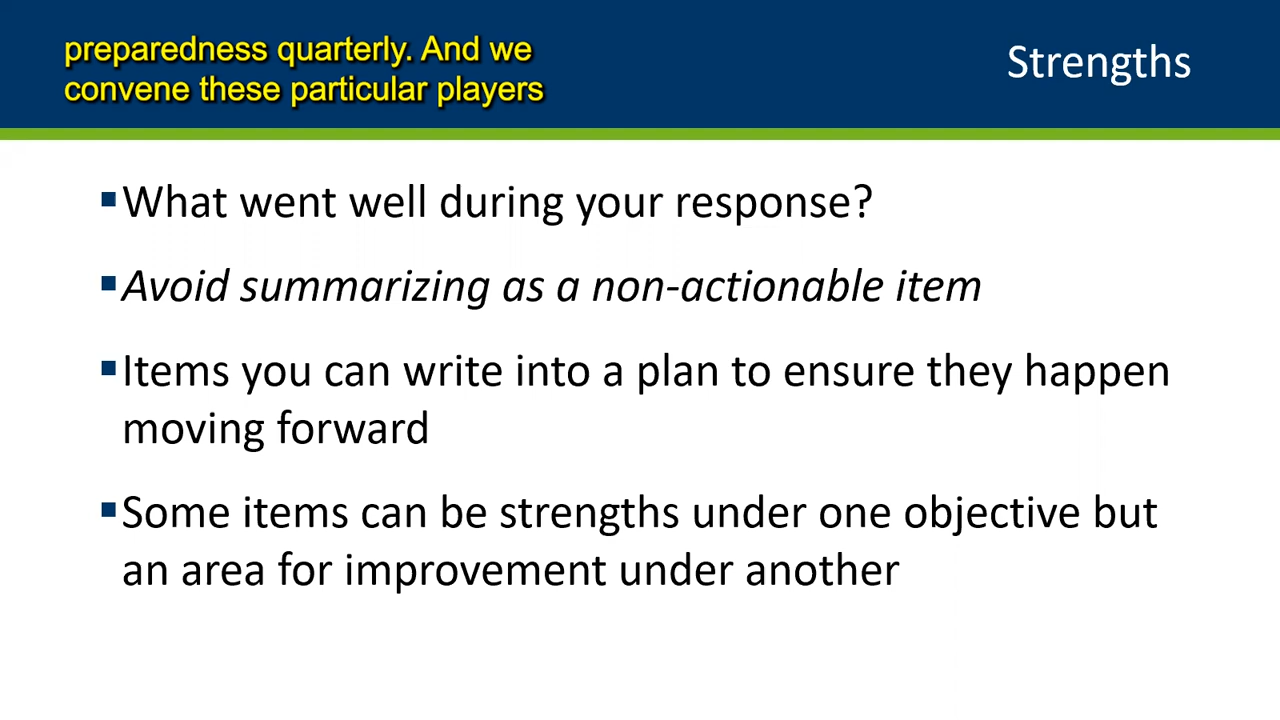 preparedness quarterly. And we
convene these particular players
Strengths
▪What went well during your response?
▪Avoid summarizing as a non-actionable item
▪Items you can write into a plan to ensure they happen
moving forward
▪Some items can be strengths under one objective but
an area for improvement under another